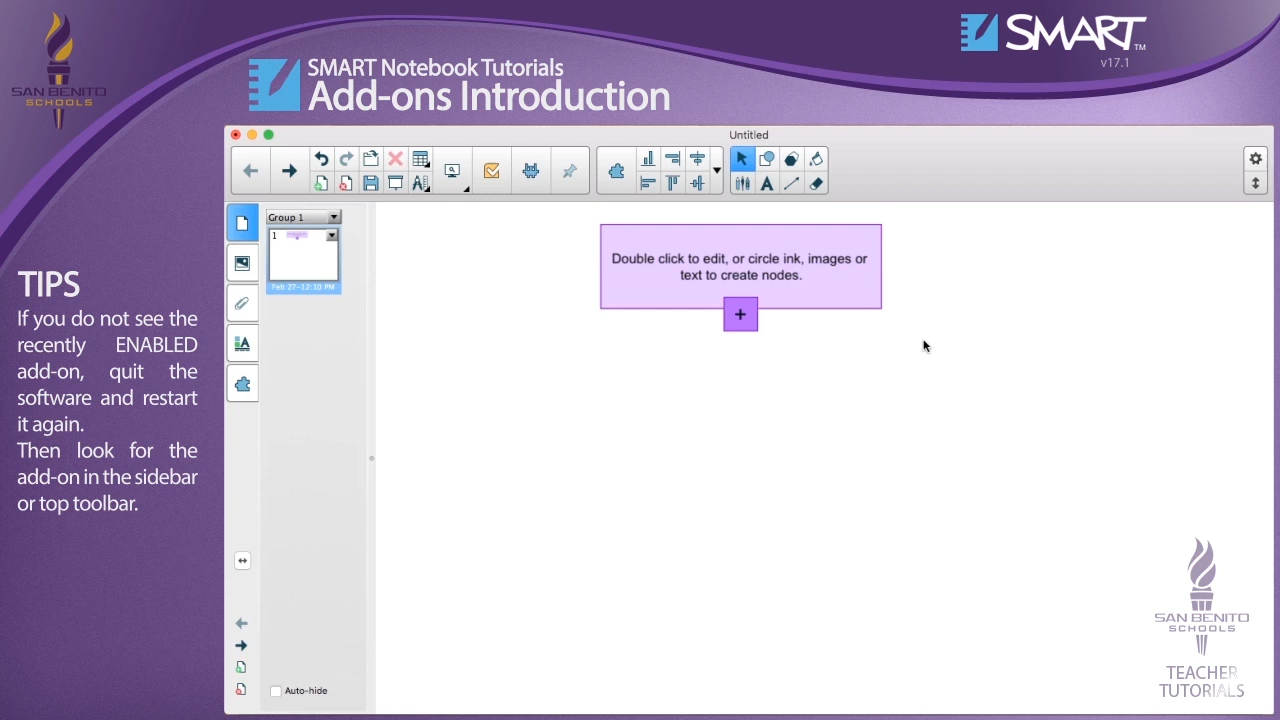 SAN BENITO
SCHOOLS
SMART Notebook Tutorials
Add-ons Introduction
SMART™
v17.1
TIPS
If you do not see the
recently ENABLED
add-on, quit the
software and restart
it again.
Then look for the
add-on in the sidebar
or top toolbar.
Untitled
Group 1
1
Feb 27-12:10 PM
Double click to edit, or circle ink, images or
text to create nodes.
+
Auto-hide
SAN BENITO
SCHOOLS
TEACHER
TUTORIALS